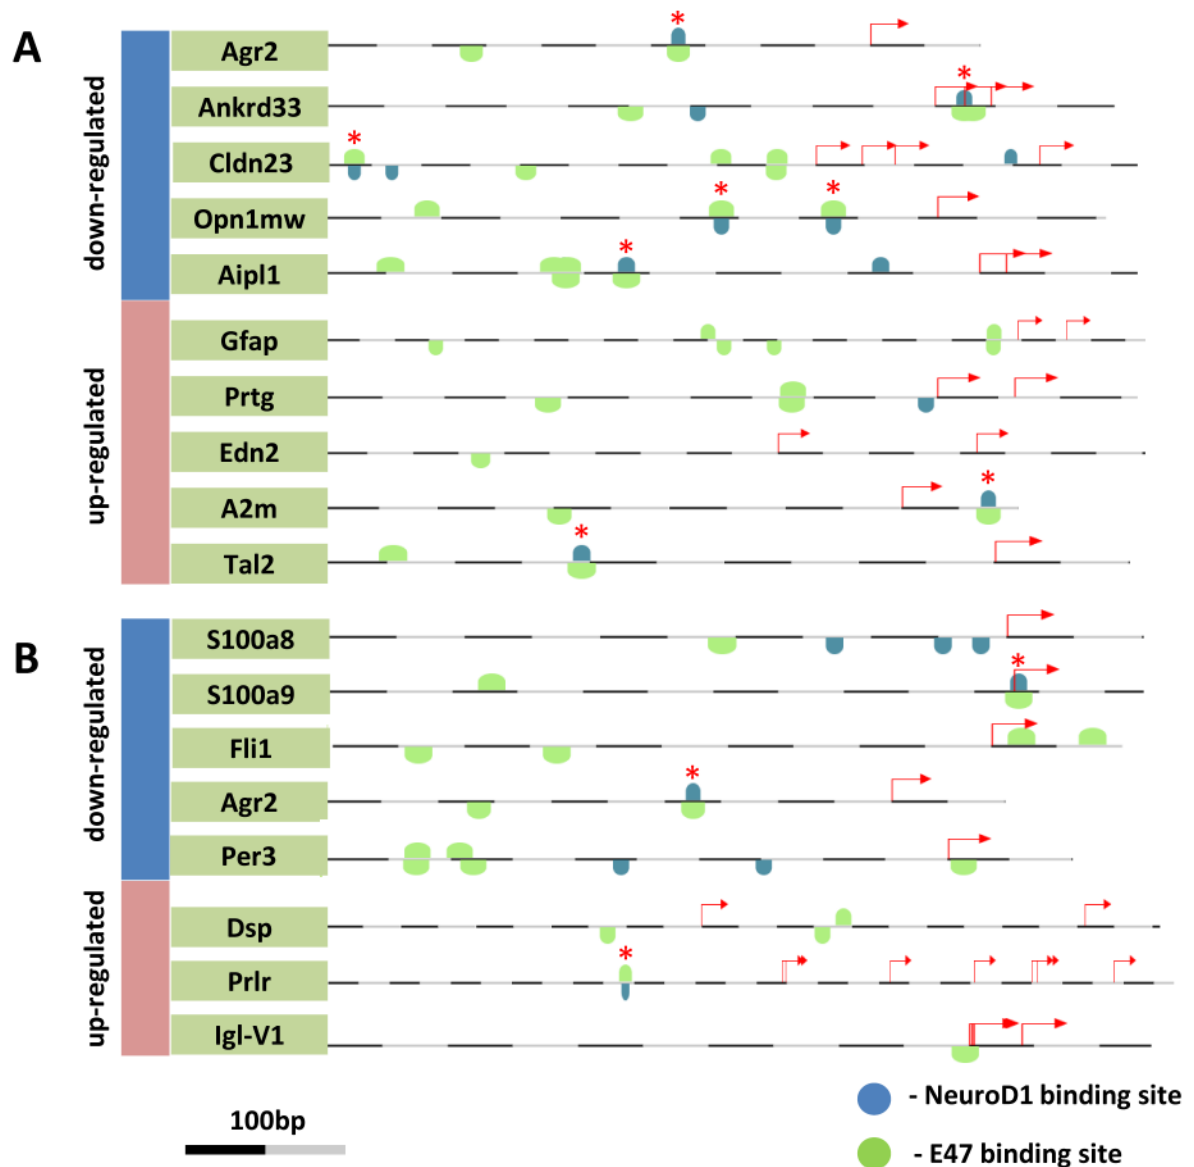 A
down-regulated
Agr2
*
Ankrd33
*
Cldn23
*
Opn1mw
* *
Aipl1
*
up-regulated
Gfap
Prtg
Edn2
A2m
*
Tal2
*
B
down-regulated
S100a8
S100a9
*
Fli1
Agr2
*
Per3
up-regulated
Dsp
Prlr
*
Igl-V1
100bp
- NeuroD1 binding site
- E47 binding site